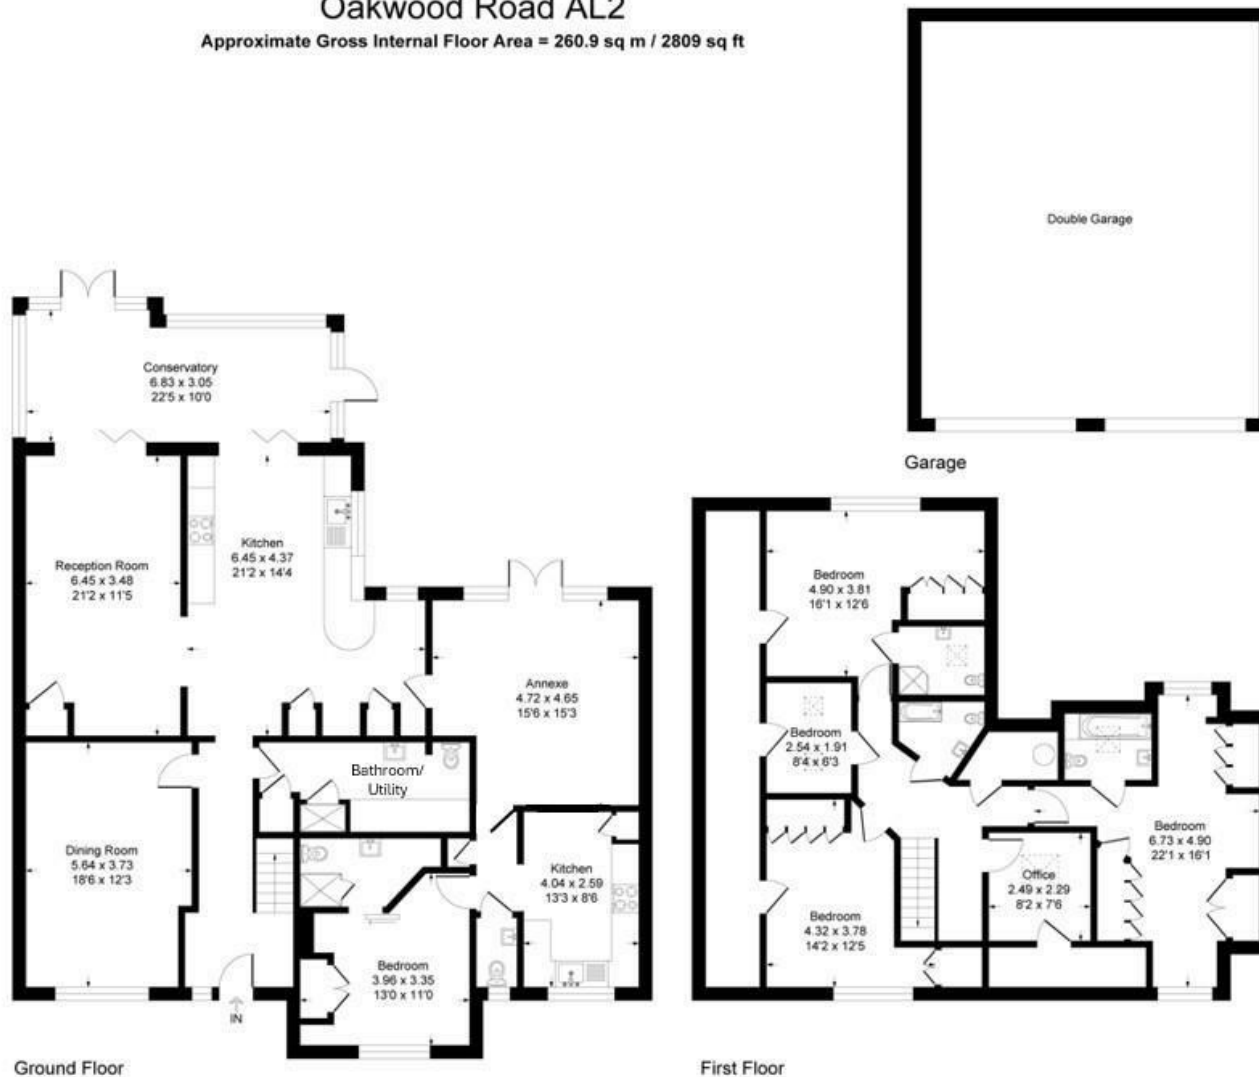 Oakwood Road AL2
Approximate Gross Internal Floor Area = 260.9 sq m / 2809 sq ft
Double Garage
Garage
Conservatory
6.83 x 3.05
22'5 x 10'0
Reception Room
6.45 x 3.48
21'2 x 11'5
Kitchen
6.45 x 4.37
21'2 x 14'4
Annexe
4.72 x 4.65
15'6 x 15'3
Bathroom/
Utility
Dining Room
5.64 x 3.73
18'6 x 12'3
Kitchen
4.04 x 2.59
13'3 x 8'6
Bedroom
3.96 x 3.35
13'0 x 11'0
IN
Ground Floor
Bedroom
4.90 x 3.81
16'1 x 12'6
Bedroom
2.54 x 1.91
8'4 x 6'3
Bedroom
6.73 x 4.90
22'1 x 16'1
Office
2.49 x 2.29
8'2 x 7'6
Bedroom
4.32 x 3.78
14'2 x 12'5
First Floor